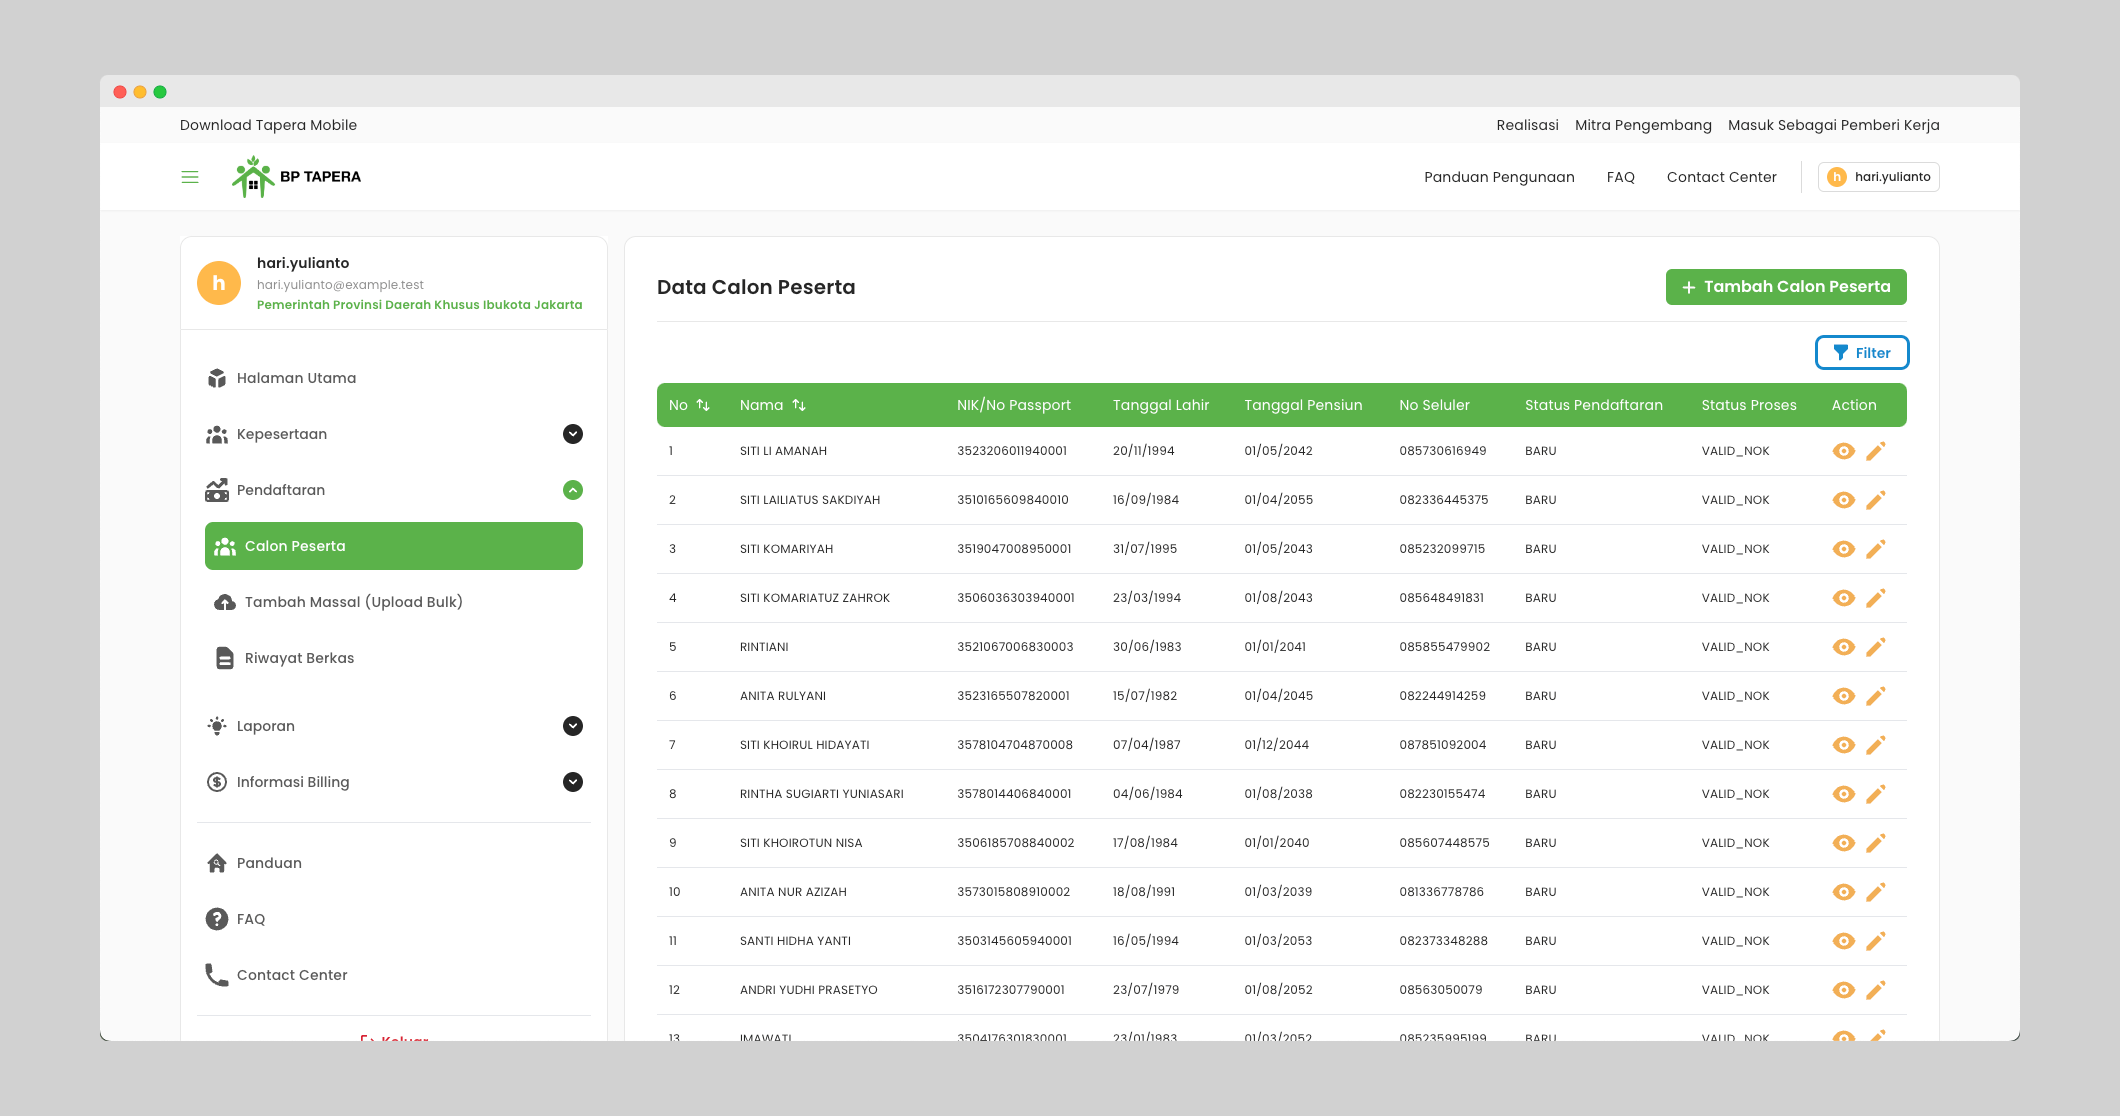 Download Tapera Mobile
Realisasi Mitra Pengembang Masuk Sebagai Pemberi Kerja
BP TAPERA
Panduan Pengunaan FAQ Contact Center h hari.yulianto
h
hari.yulianto
hari.yulianto@example.test
Pemerintah Provinsi Daerah Khusus Ibukota Jakarta
Halaman Utama
Kepesertaan
Pendaftaran
Calon Peserta
Tambah Massal (Upload Bulk)
Riwayat Berkas
Laporan
Informasi Billing
Panduan
FAQ
Contact Center
Keluar
Data Calon Peserta
+ Tambah Calon Peserta
Filter
No Nama NIK/No Passport Tanggal Lahir Tanggal Pensiun No Seluler Status Pendaftaran Status Proses Action
1 SITI LI AMANAH 3523206011940001 20/11/1994 01/05/2042 085730616949 BARU VALID_NOK
2 SITI LAILIATUS SAKDIYAH 3510165609840010 16/09/1984 01/04/2055 082336445375 BARU VALID_NOK
3 SITI KOMARIYAH 3519047008950001 31/07/1995 01/05/2043 085232099715 BARU VALID_NOK
4 SITI KOMARIATUZ ZAHROK 3506036303940001 23/03/1994 01/08/2043 085648491831 BARU VALID_NOK
5 RINTIANI 3521067006830003 30/06/1983 01/01/2041 085855479902 BARU VALID_NOK
6 ANITA RULYANI 3523165507820001 15/07/1982 01/04/2045 082244914259 BARU VALID_NOK
7 SITI KHOIRUL HIDAYATI 3578104704870008 07/04/1987 01/12/2044 087851092004 BARU VALID_NOK
8 RINTHA SUGIARTI YUNIASARI 3578014406840001 04/06/1984 01/08/2038 082230155474 BARU VALID_NOK
9 SITI KHOIROTUN NISA 3506185708840002 17/08/1984 01/01/2040 085607448575 BARU VALID_NOK
10 ANITA NUR AZIZAH 3573015808910002 18/08/1991 01/03/2039 081336778786 BARU VALID_NOK
11 SANTI HIDHA YANTI 3503145605940001 16/05/1994 01/03/2053 082373348288 BARU VALID_NOK
12 ANDRI YUDHI PRASETYO 3516172307790001 23/07/1979 01/08/2052 08563050079 BARU VALID_NOK
13 IMAWATI 3504176301830001 23/01/1983 01/03/2052 085235995199 BARU VALID_NOK